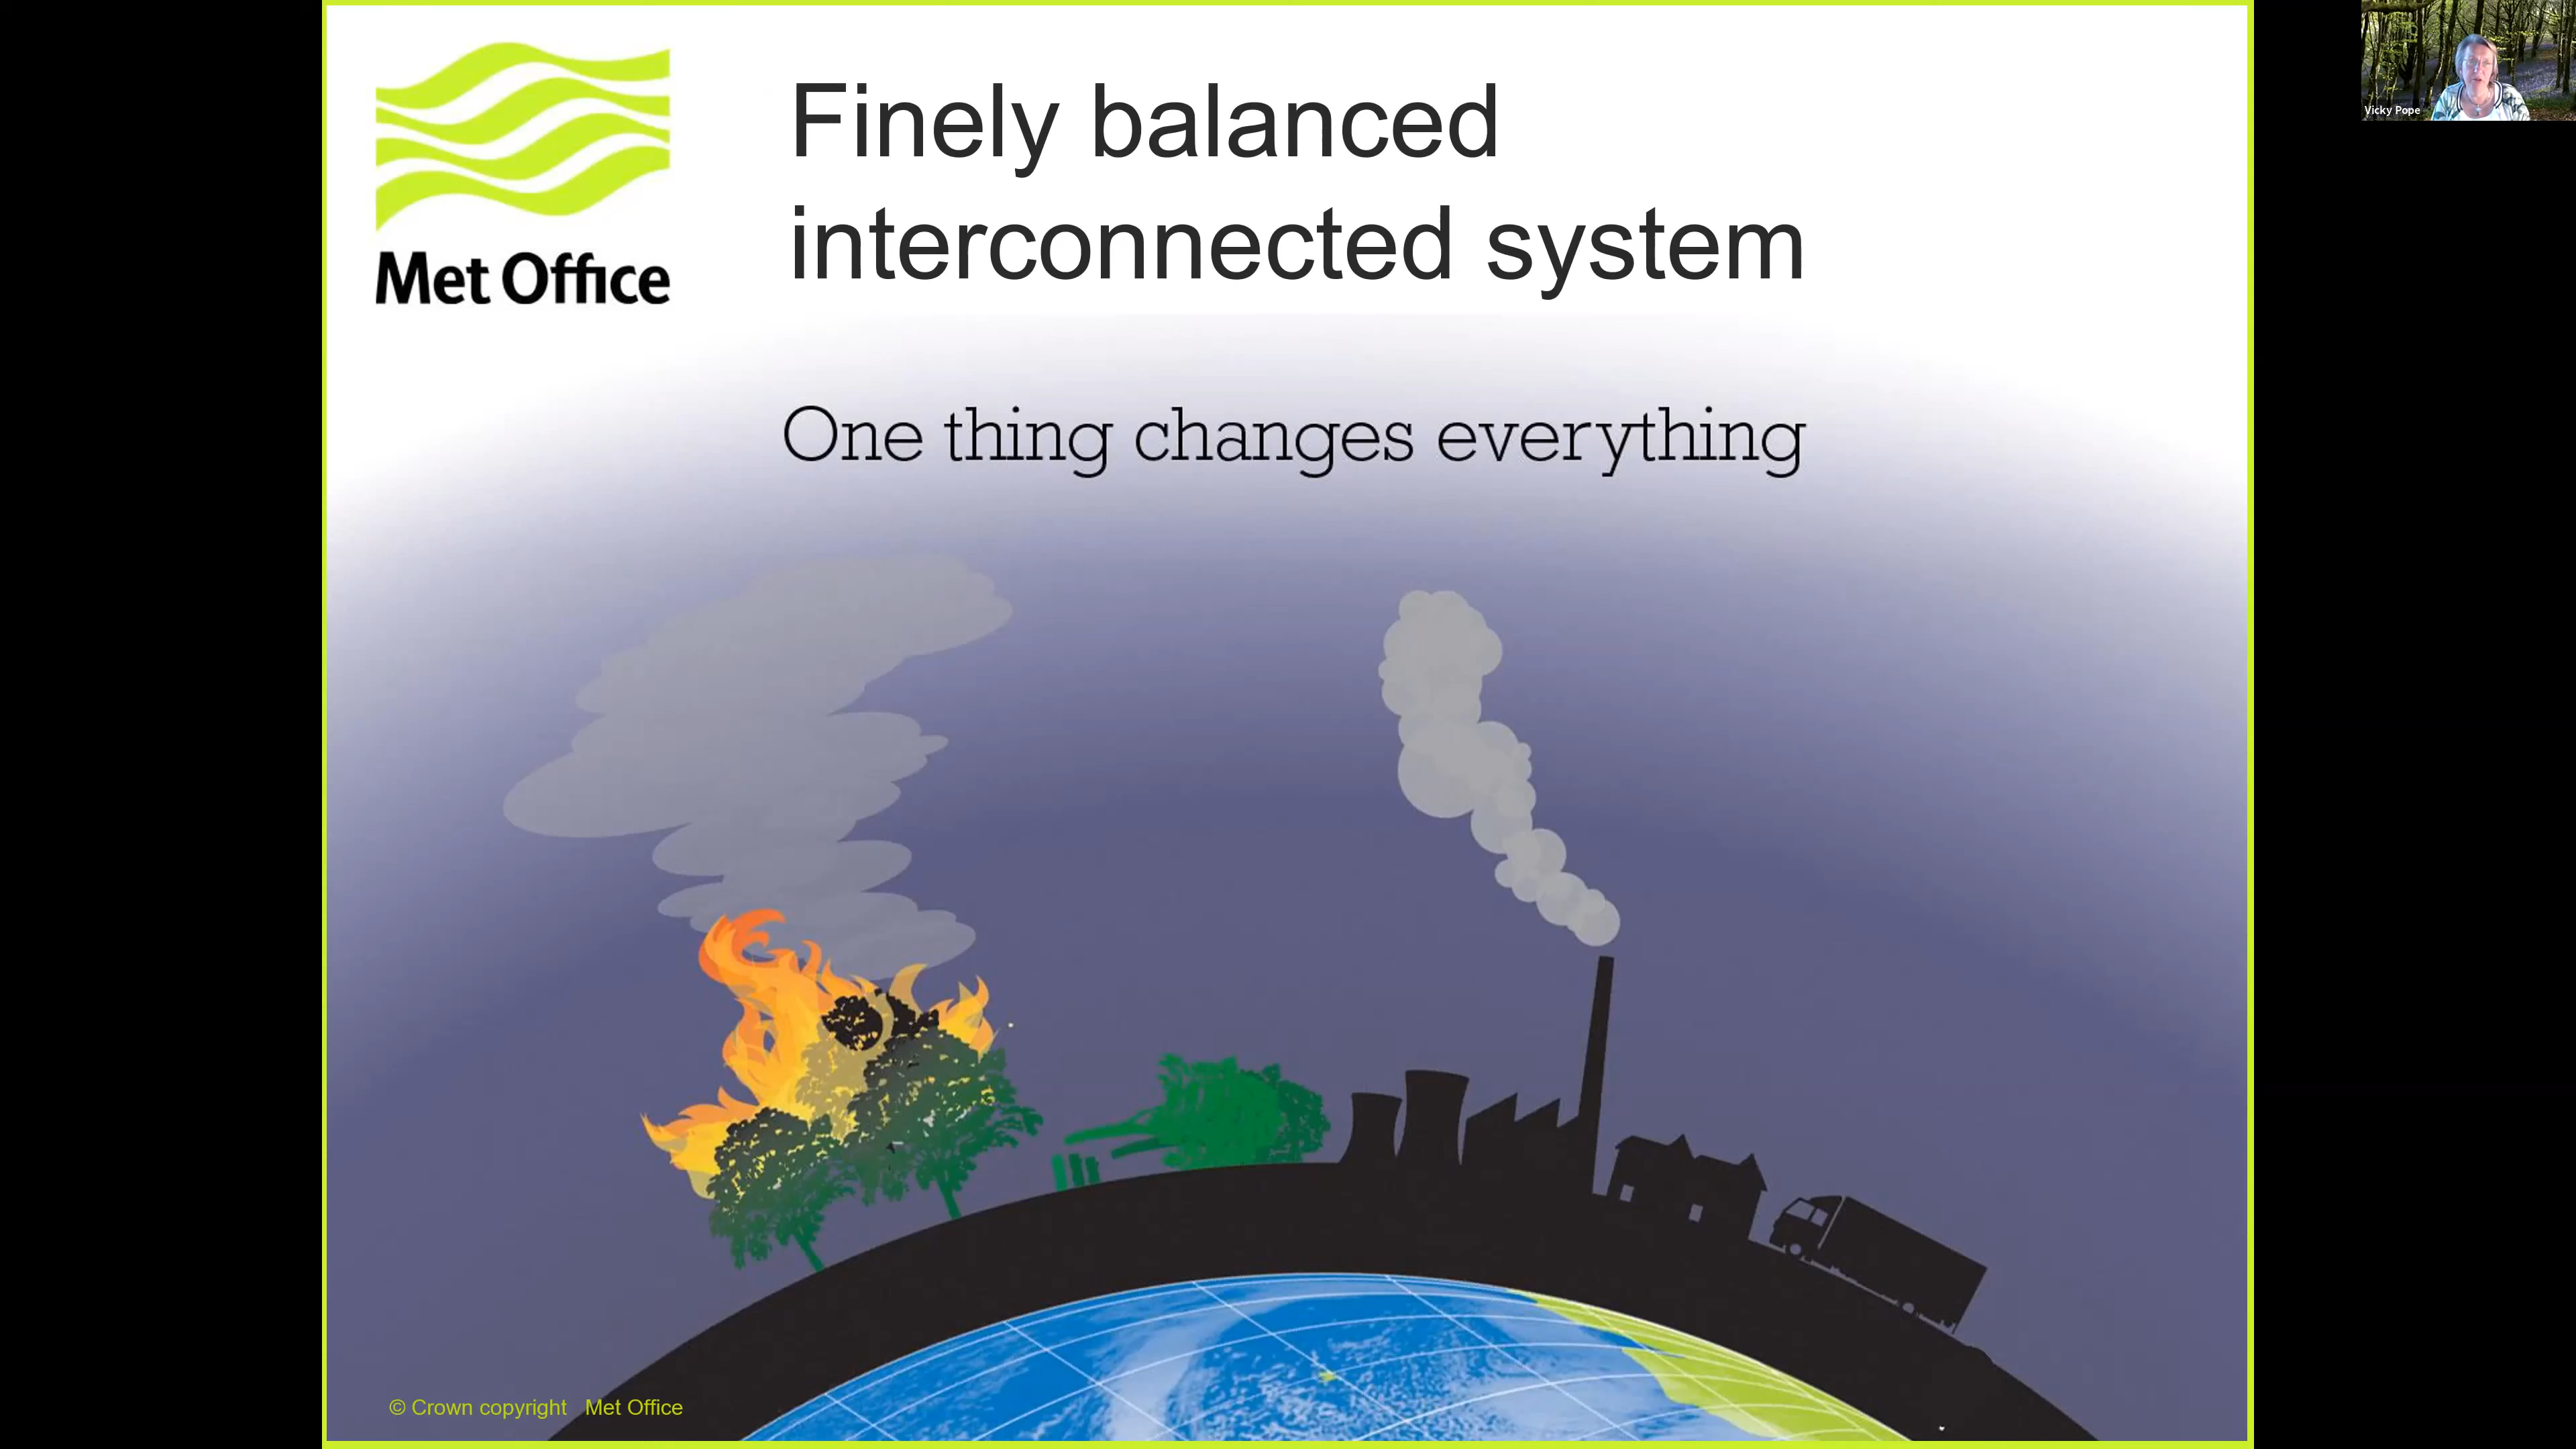 Met Office
Finely balanced
interconnected system
One thing changes everything
© Crown copyright Met Office
Vicky Pope